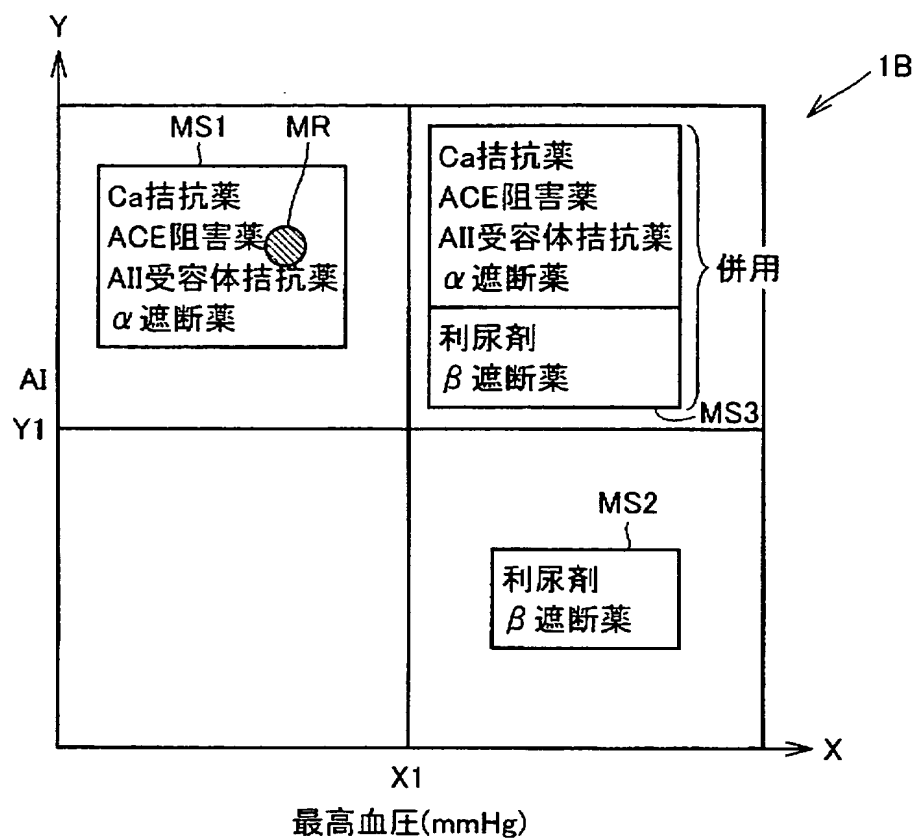 Y
1B
MS1
MR
Ca拮抗薬
ACE阻害薬
AII受容体拮抗薬
α遮断薬
Ca拮抗薬
ACE阻害薬
AII受容体拮抗薬
α遮断薬
利尿剤
β遮断薬
併用
MS3
AI
Y1
MS2
利尿剤
β遮断薬
X
X1
最高血圧(mmHg)